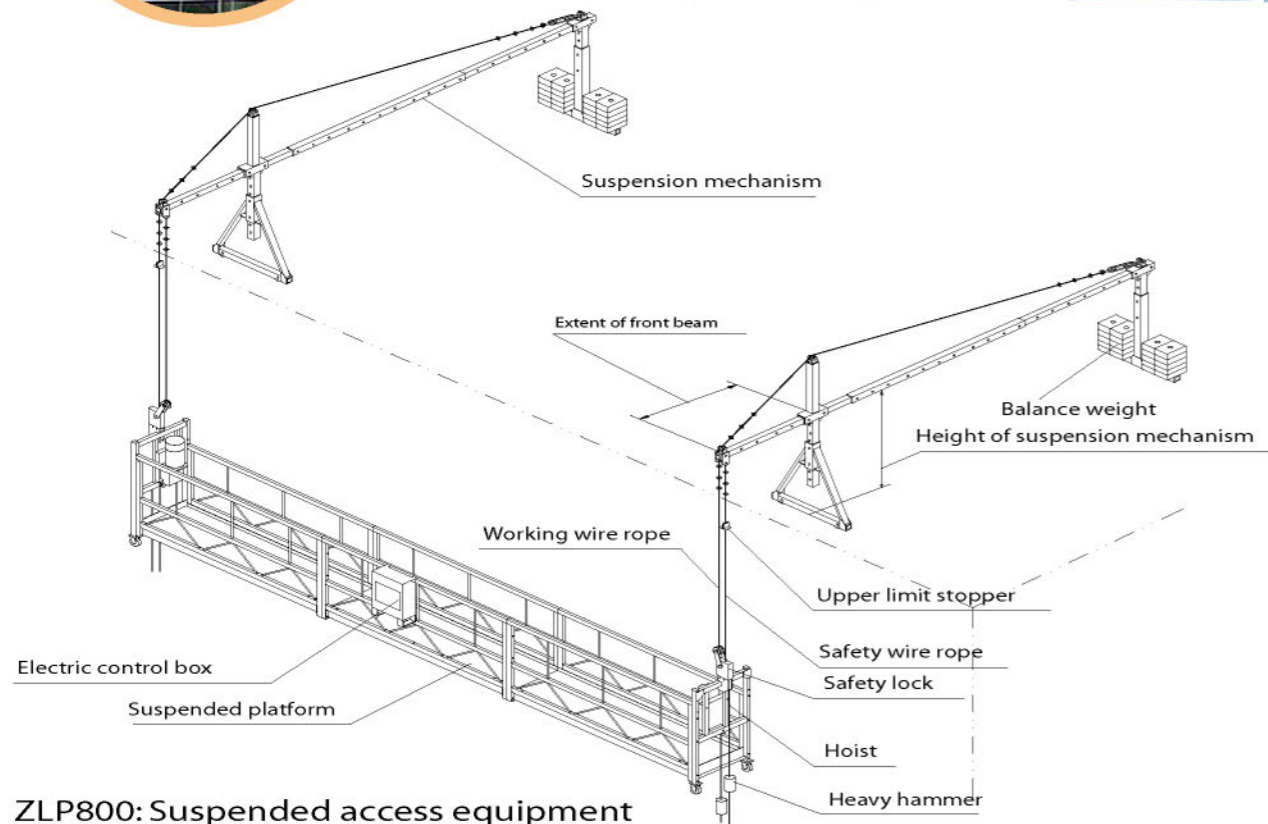 Suspension mechanism
Extent of front beam
Balance weight
Height of suspension mechanism
Working wire rope
Upper limit stopper
Safety wire rope
Electric control box
Safety lock
Suspended platform
Hoist
Heavy hammer
ZLP800: Suspended access equipment